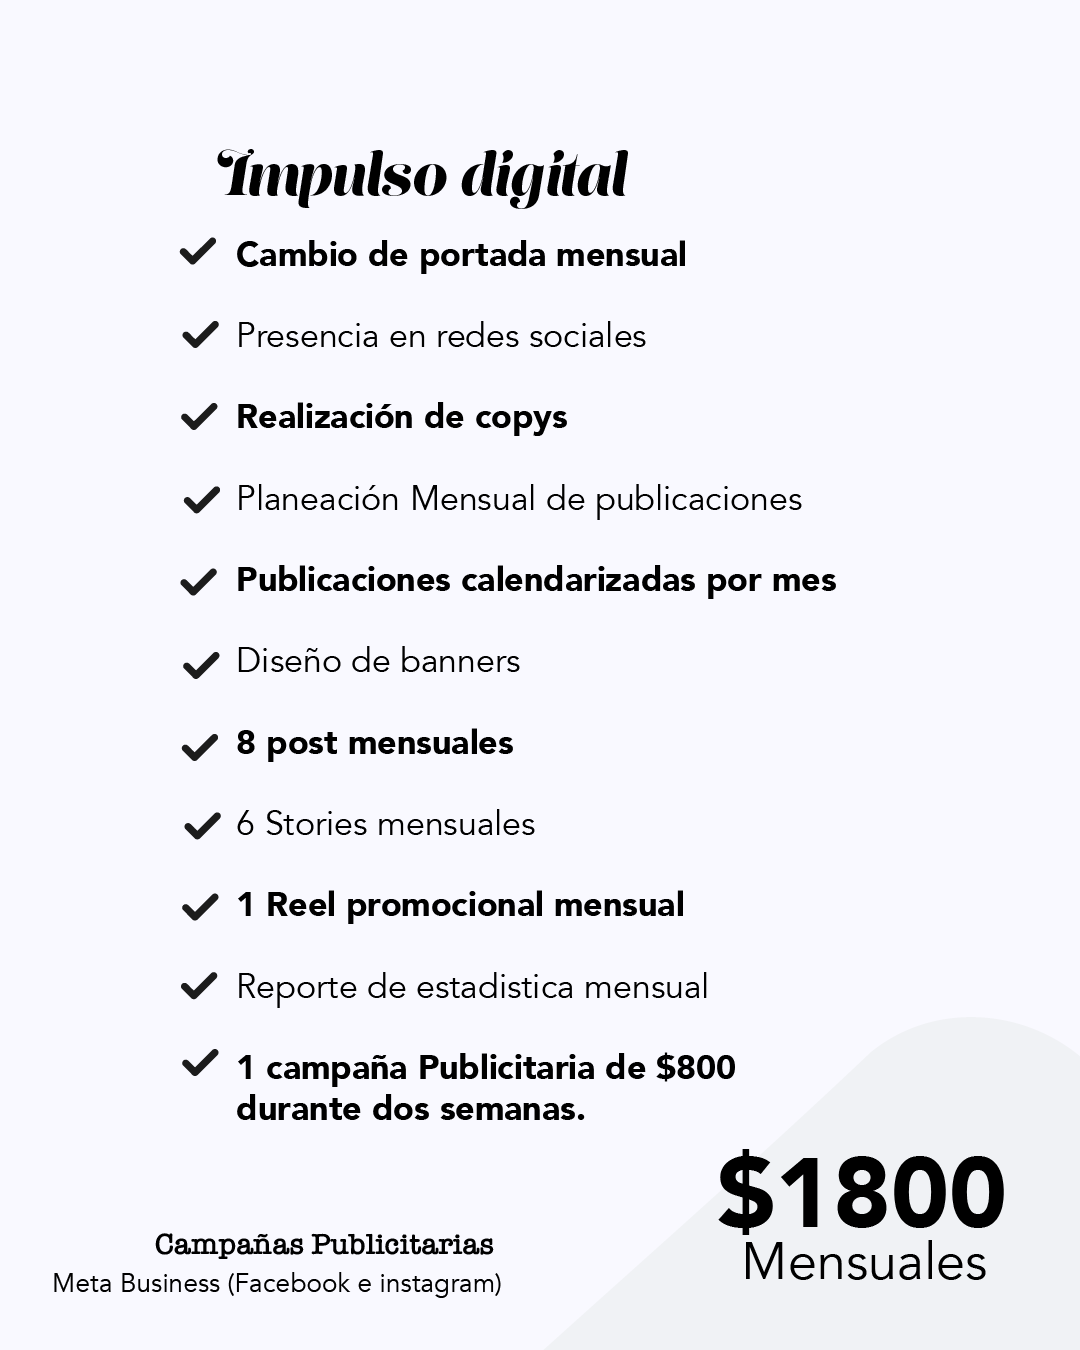 Impulso digital
Cambio de portada mensual
Presencia en redes sociales
Realización de copys
Planeación Mensual de publicaciones
Publicaciones calendarizadas por mes
Diseño de banners
8 post mensuales
6 Stories mensuales
1 Reel promocional mensual
Reporte de estadistica mensual
1 campaña Publicitaria de $800
durante dos semanas.
$1800
Mensuales
Campañas Publicitarias
Meta Business (Facebook e instagram)